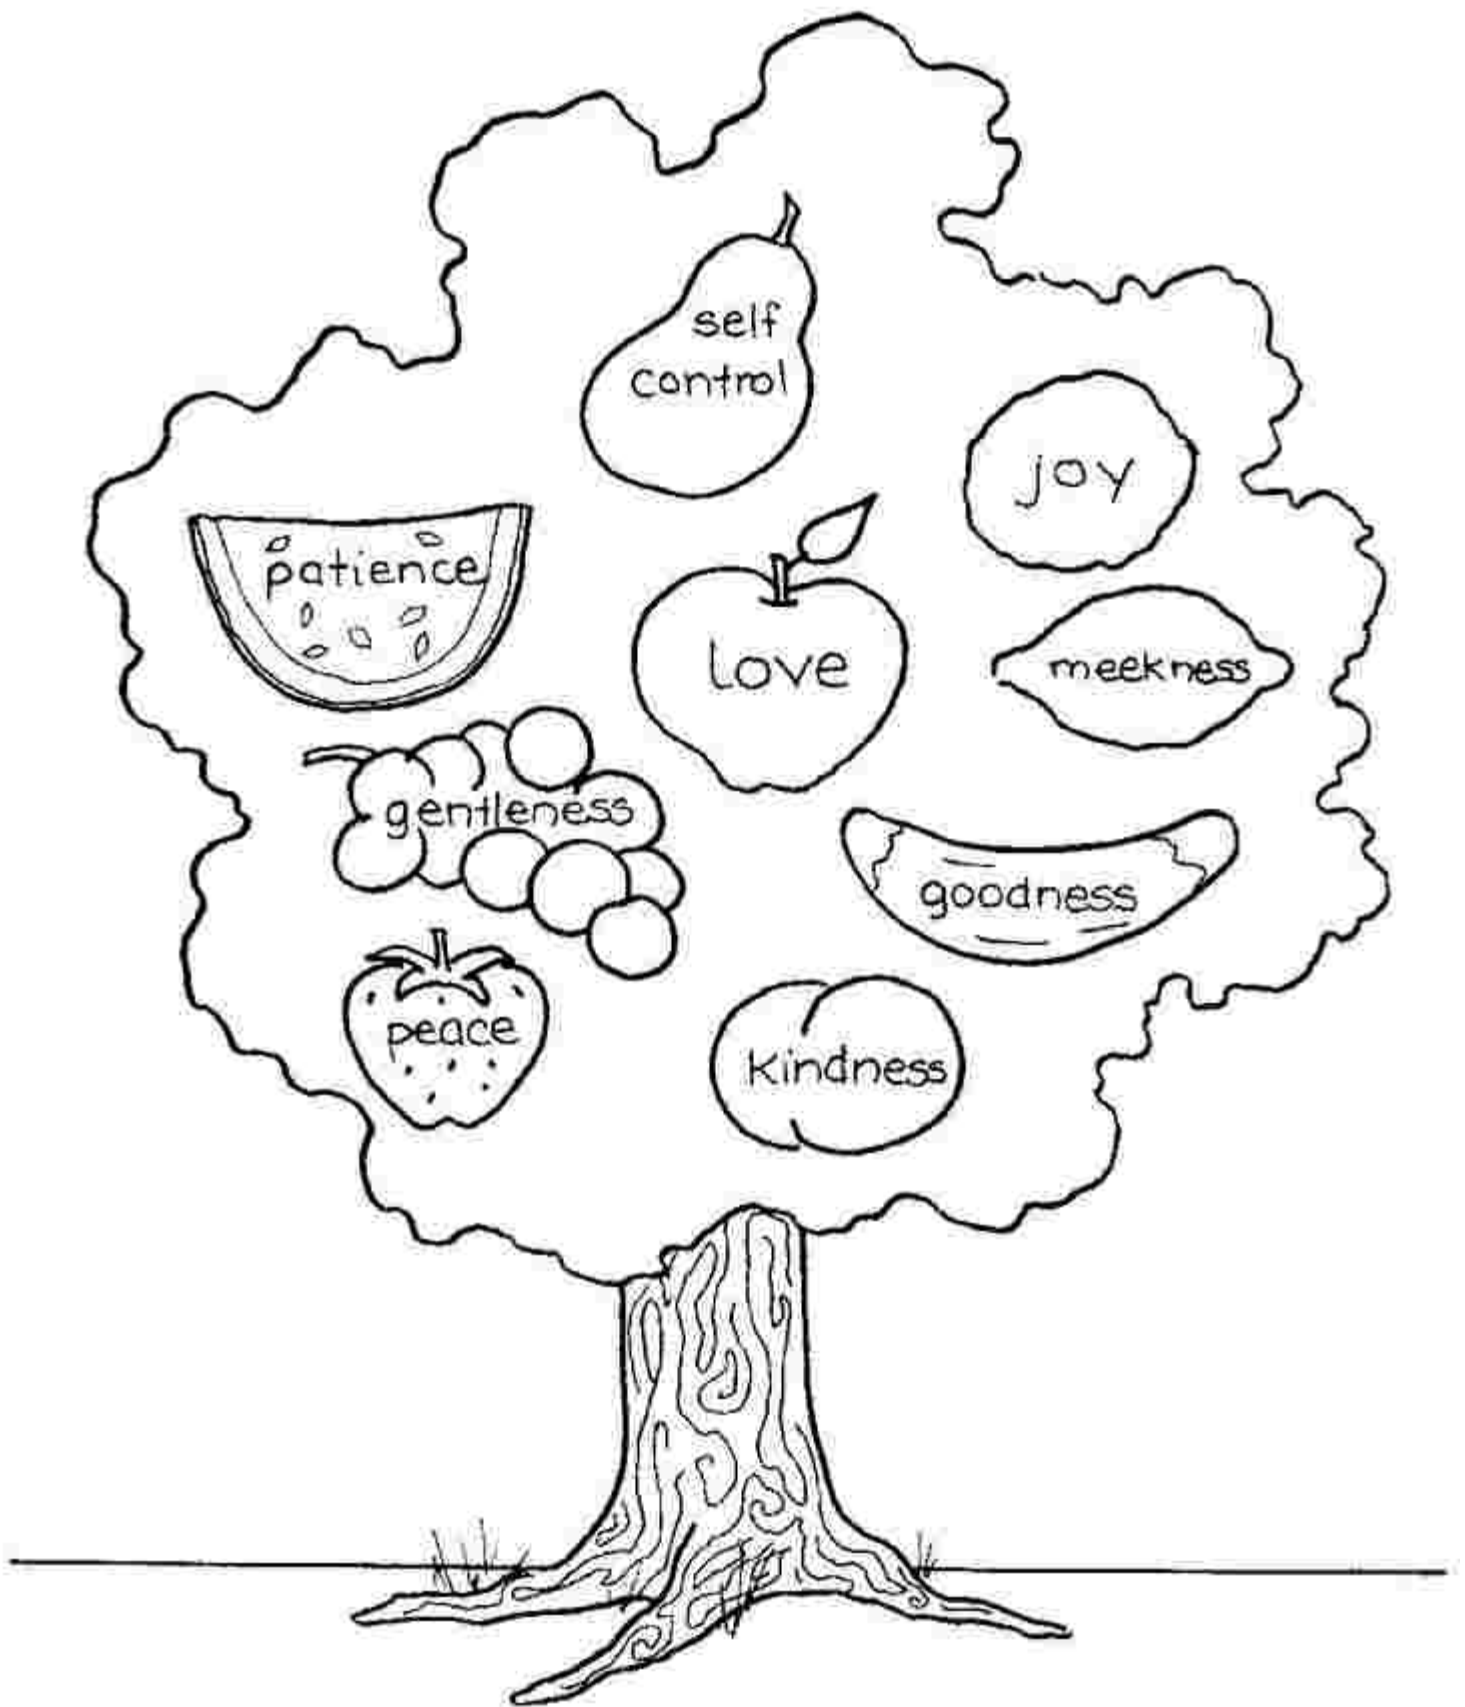 self
control
joy
patience
love
meekness
gentleness
goodness
peace
kindness